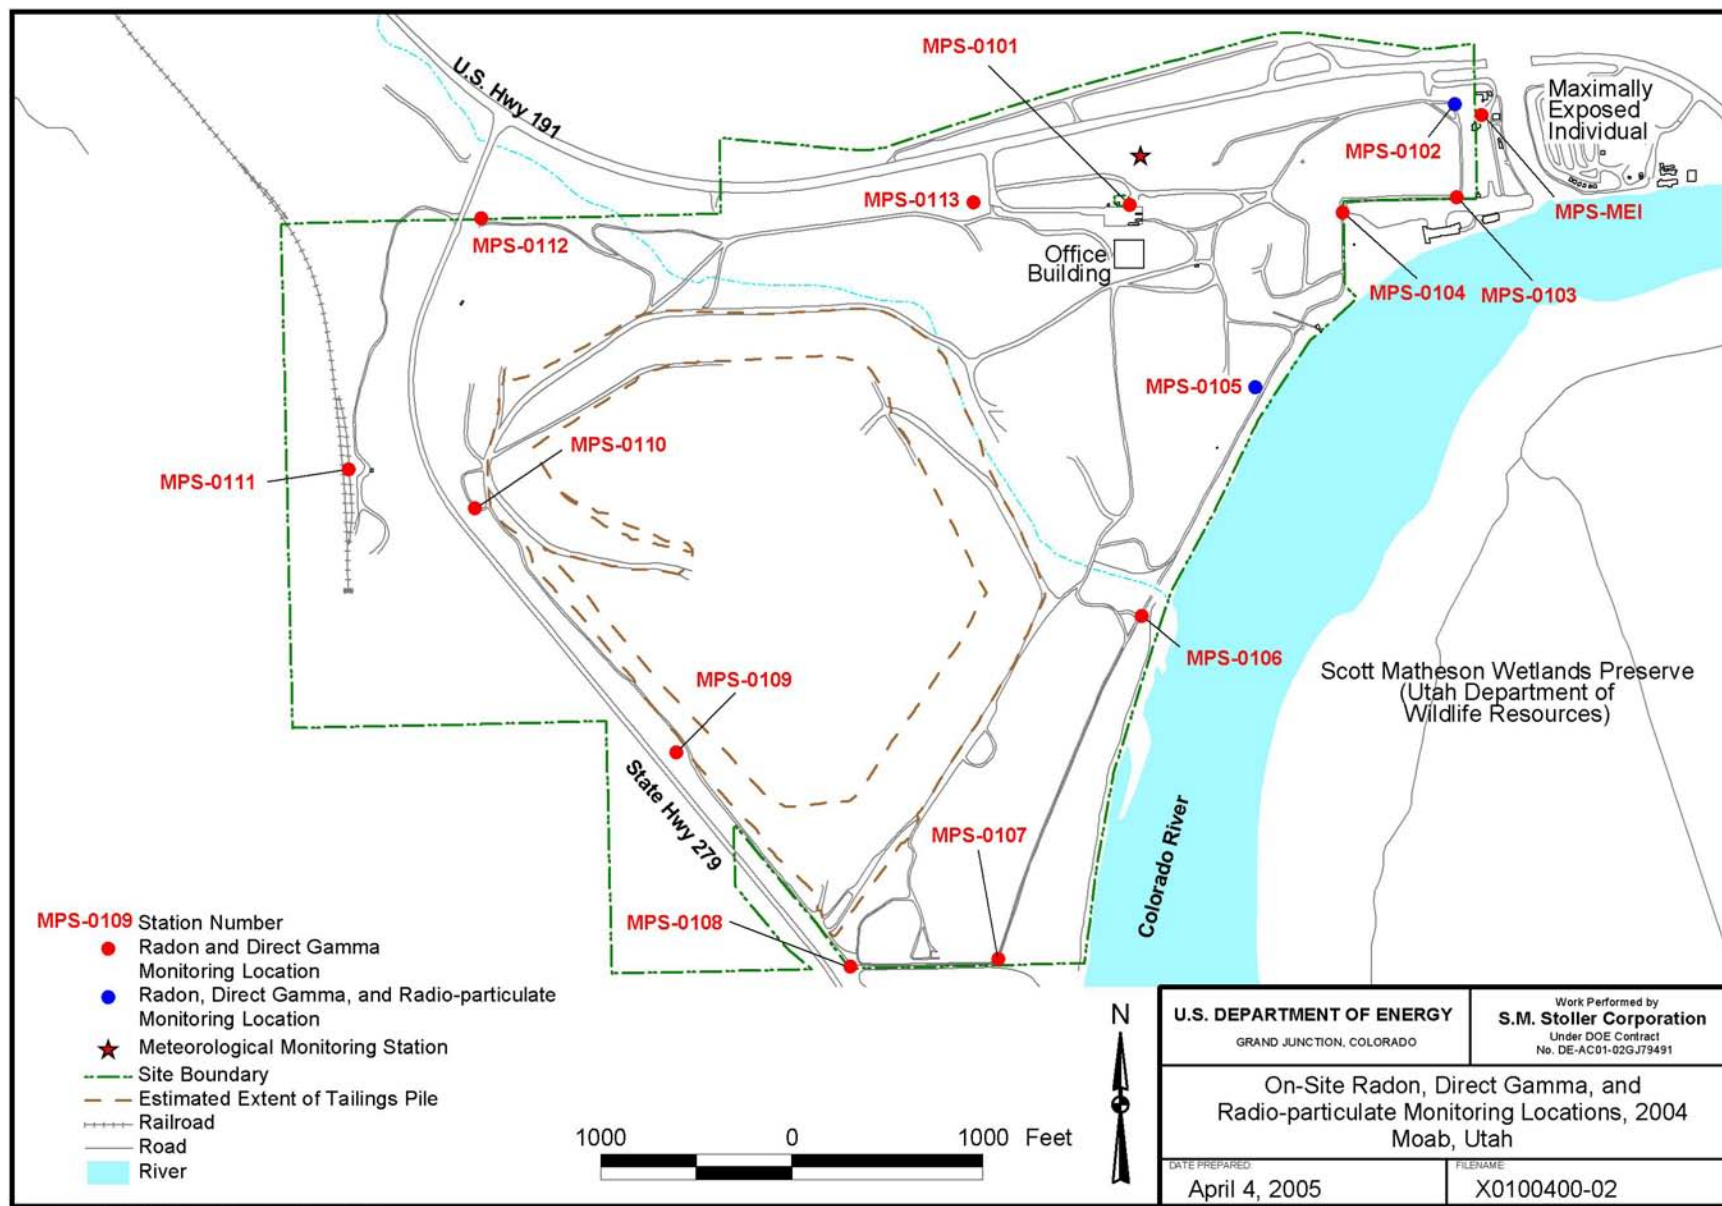 U.S. Hwy 191
MPS-0101
Maximally
Exposed
Individual
MPS-0102
MPS-0113
MPS-MEI
MPS-0112
Office
Building
MPS-0104
MPS-0103
MPS-0105
MPS-0110
MPS-0111
MPS-0106
Scott Matheson Wetlands Preserve
(Utah Department of
Wildlife Resources)
MPS-0109
State Hwy 279
MPS-0107
Colorado River
MPS-0108
MPS-0109 Station Number
Radon and Direct Gamma
Monitoring Location
Radon, Direct Gamma, and Radio-particulate
Monitoring Location
Meteorological Monitoring Station
Site Boundary
Estimated Extent of Tailings Pile
Railroad
Road
River
1000 0 1000 Feet
N
U.S. DEPARTMENT OF ENERGY
GRAND JUNCTION, COLORADO
Work Performed by
S.M. Stoller Corporation
Under DOE Contract
No. DE-AC01-02GJ79491
On-Site Radon, Direct Gamma, and
Radio-particulate Monitoring Locations, 2004
Moab, Utah
DATE PREPARED:
April 4, 2005
FILENAME:
X0100400-02